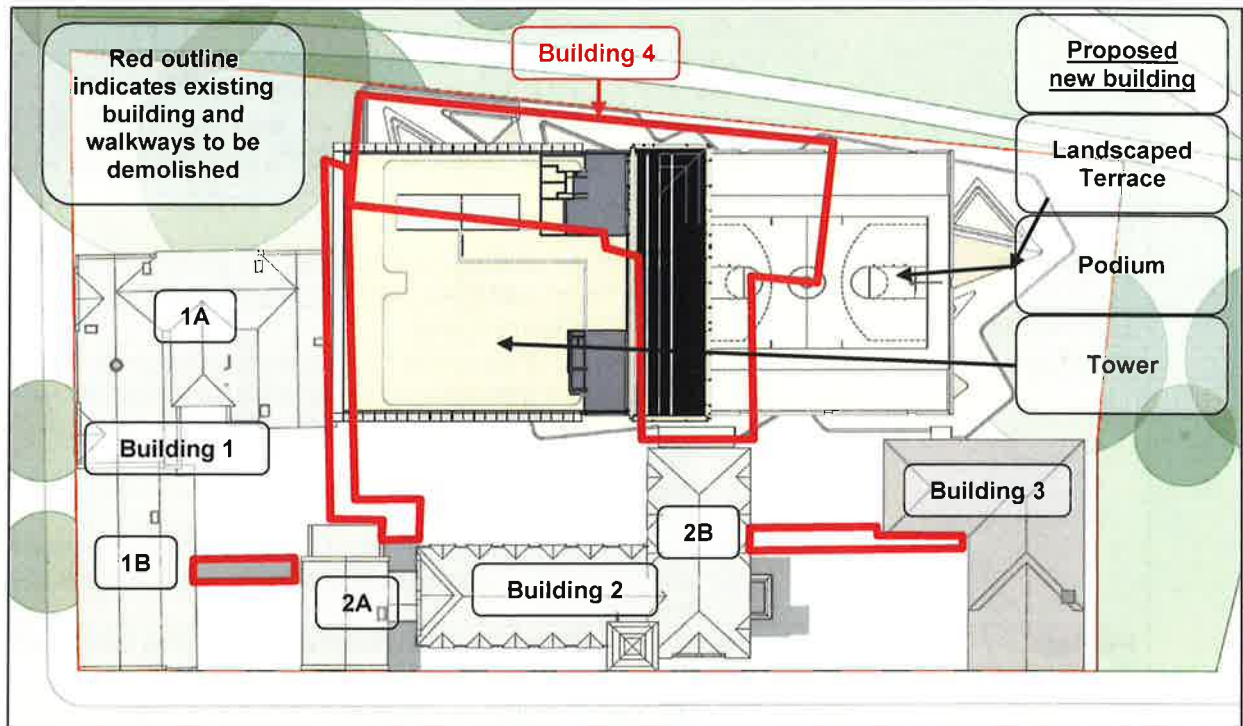 Red outline
indicates existing
building and
walkways to be
demolished
Building 4
Proposed
new building
Landscaped
Terrace
Podium
Tower
1A
Building 1
1B
2A
Building 2
2B
Building 3